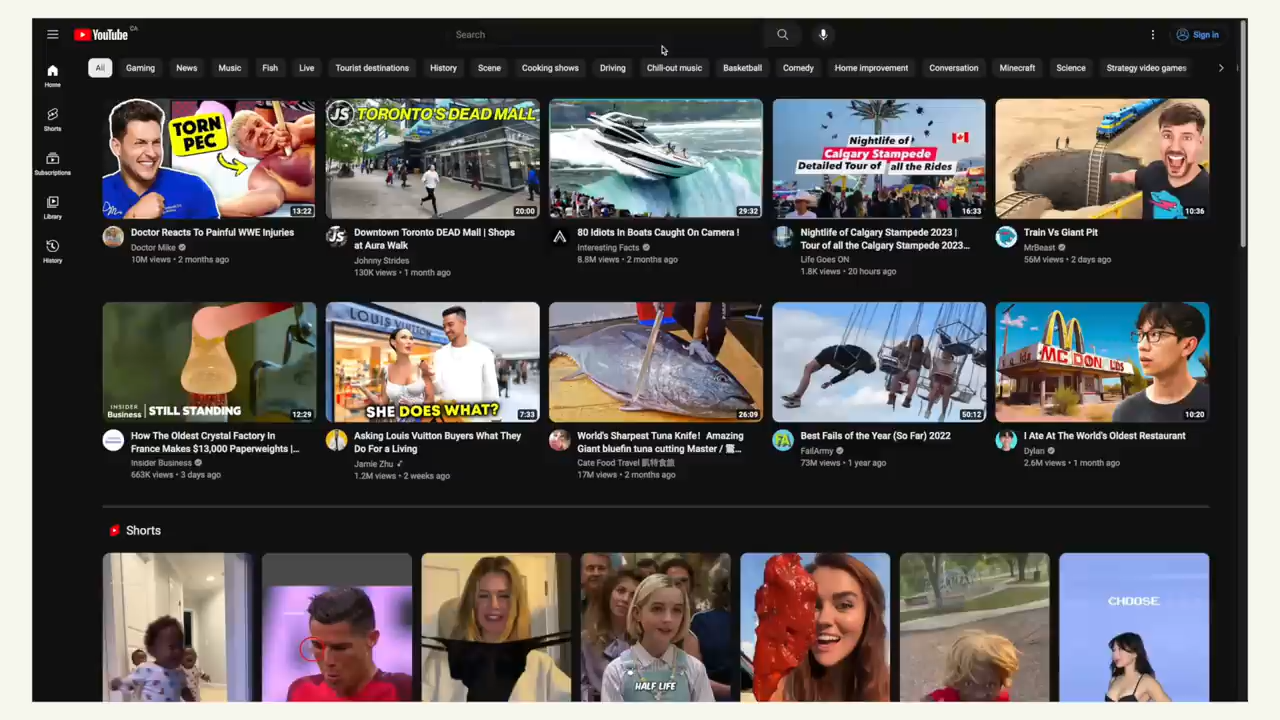 YouTube CA
Search
Sign in
All Gaming News Music Fish Live Tourist destinations History Scene Cooking shows Driving Chill-out music Basketball Comedy Home improvement Conversation Minecraft Science Strategy video games
Home
Shorts
Subscriptions
Library
History
TORN
PEC
13:22
JS TORONTO'S DEAD MALL
20:00
29:32
Nightlife of
Calgary Stampede
Detailed Tour of all the Rides
16:33
10:36
Doctor Reacts To Painful WWE Injuries
Doctor Mike
10M views • 2 months ago
JS
Downtown Toronto DEAD Mall | Shops
at Aura Walk
Johnny Strides
130K views • 1 month ago
80 Idiots In Boats Caught On Camera !
Interesting Facts
8.8M views • 2 months ago
Nightlife of Calgary Stampede 2023 |
Tour of all the Calgary Stampede 2023...
Life Goes ON
1.8K views • 20 hours ago
Train Vs Giant Pit
MrBeast
56M views • 2 days ago
INSIDER
Business
STILL STANDING
12:29
LOUIS VUITTON
SHE DOES WHAT?
7:33
26:09
50:12
MC DON
10:20
How The Oldest Crystal Factory In
France Makes $13,000 Paperweights |...
Insider Business
663K views • 3 days ago
Asking Louis Vuitton Buyers What They
Do For a Living
Jamie Zhu
1.2M views • 2 weeks ago
World's Sharpest Tuna Knife！Amazing
Giant bluefin tuna cutting Master / 驚...
Cate Food Travel 凱特食旅
17M views • 2 months ago
FA
Best Fails of the Year (So Far) 2022
FailArmy
73M views • 1 year ago
I Ate At The World's Oldest Restaurant
Dylan
2.6M views • 1 month ago
Shorts
HALF LIFE
CHOOSE